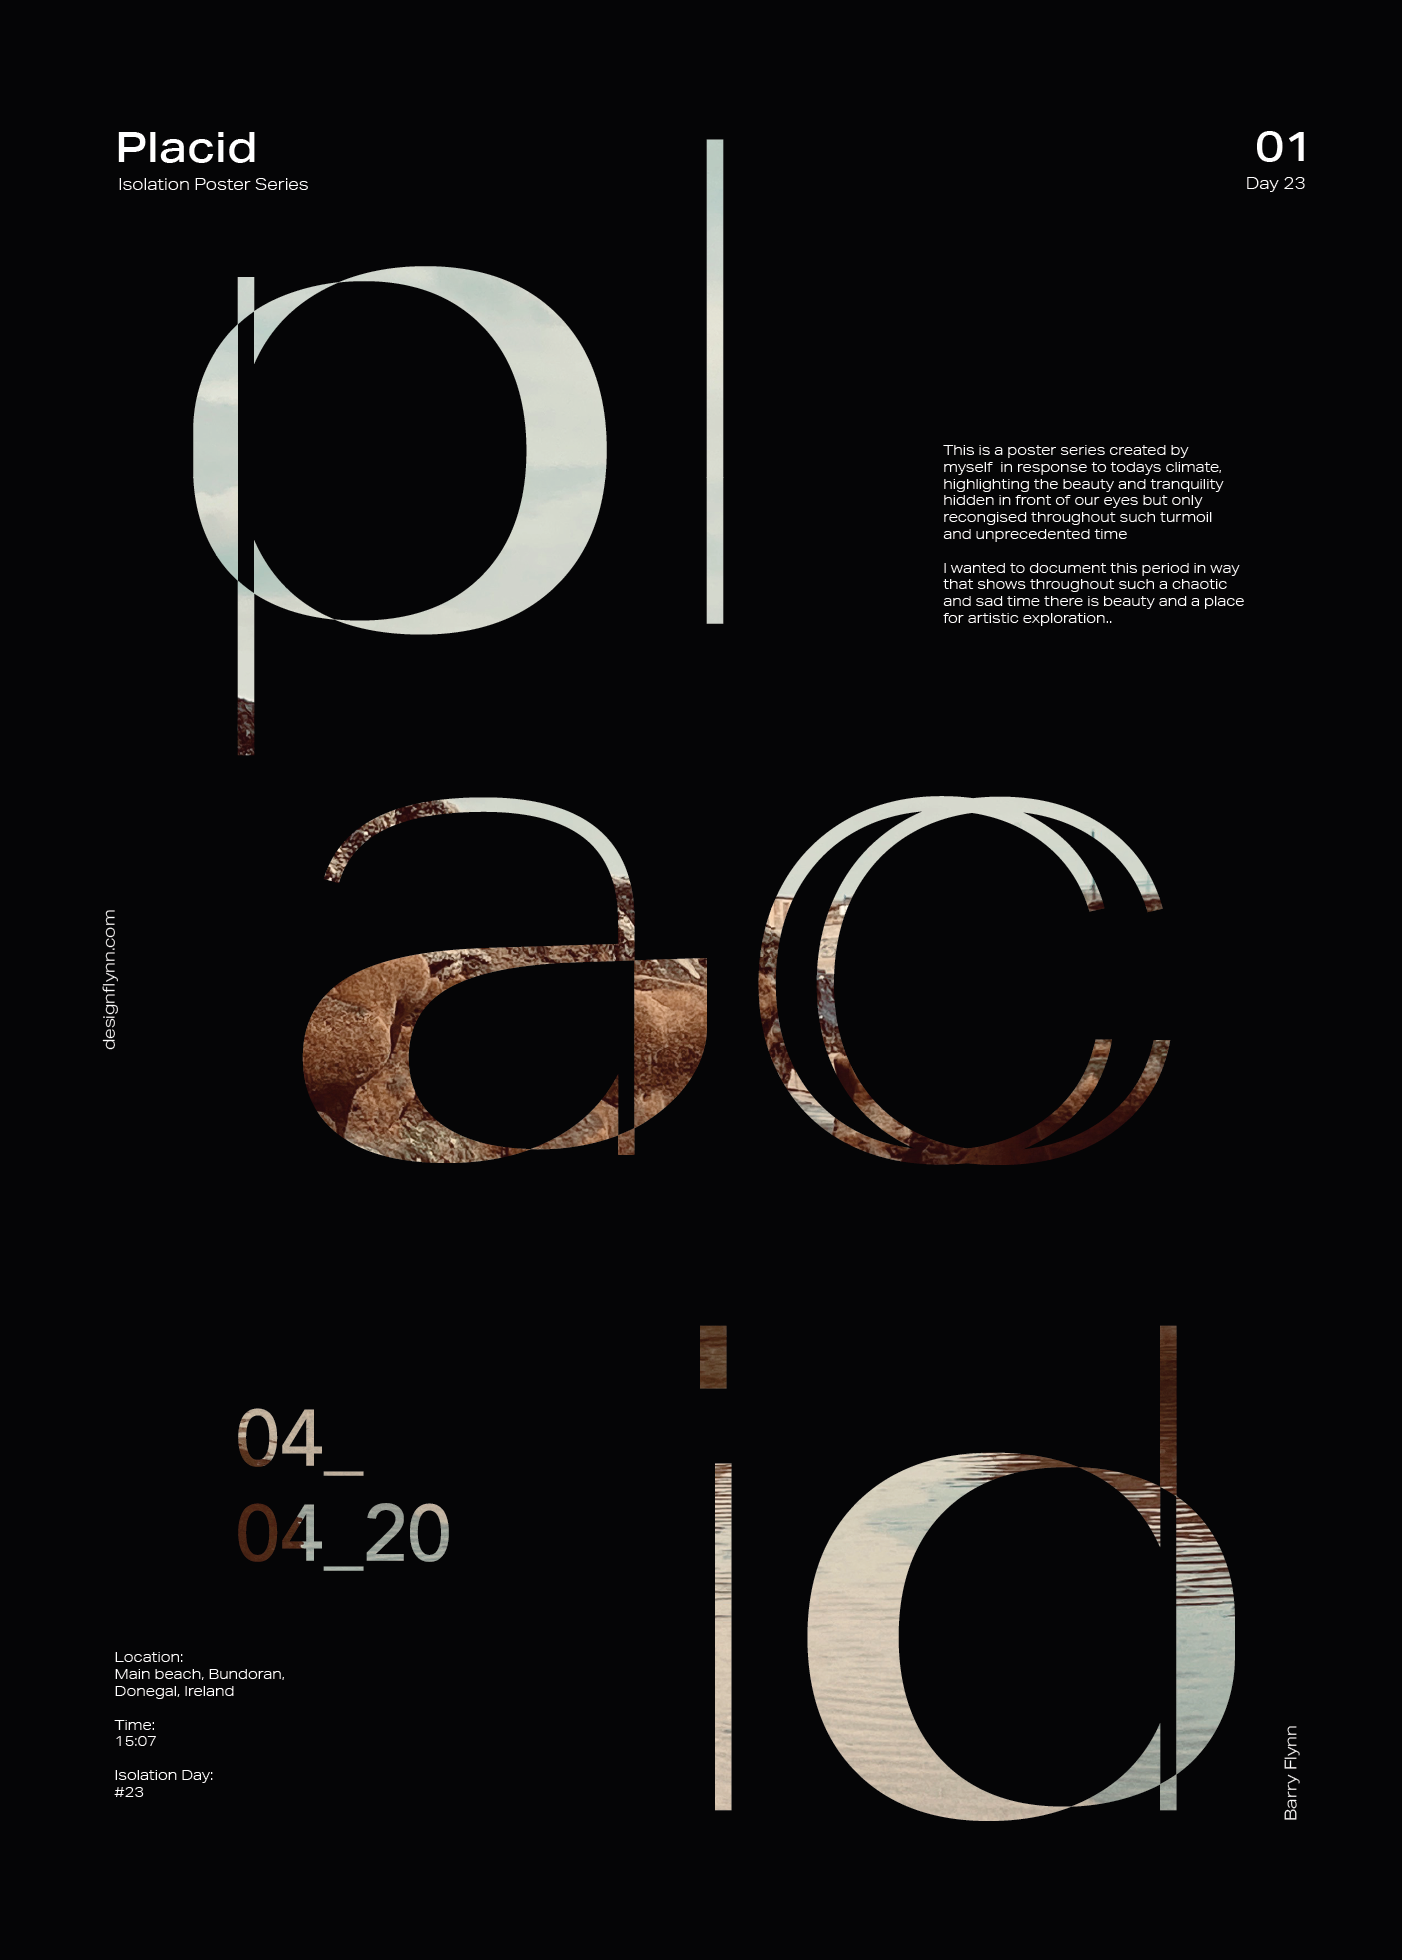 Placid
Isolation Poster Series
01
Day 23
pl
This is a poster series created by
myself  in response to todays climate,
highlighting the beauty and tranquility
hidden in front of our eyes but only
recongised throughout such turmoil
and unprecedented time
I wanted to document this period in way
that shows throughout such a chaotic
and sad time there is beauty and a place
for artistic exploration..
ac
designflynn.com
id
04_
04_20
Location:
Main beach, Bundoran,
Donegal, Ireland
Time:
15:07
Isolation Day:
#23
Barry Flynn